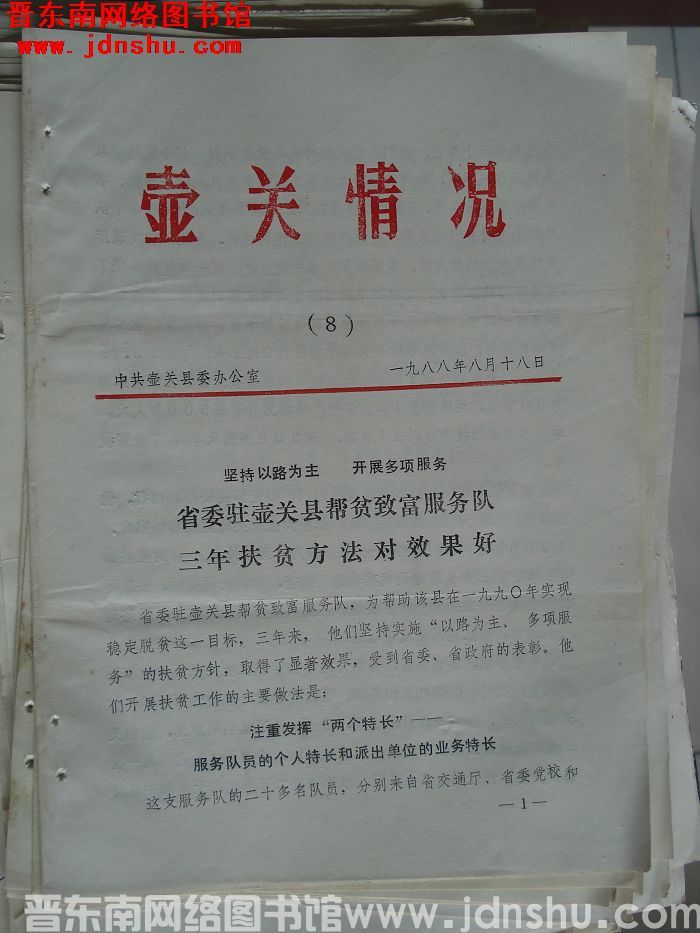 晋东南网络图书馆
www.jdnshu.com
壶关情况
（8）
中共壶关县委办公室 一九八八年八月十八日
坚持以路为主 开展多项服务
省委驻壶关县帮贫致富服务队
三年扶贫方法对效果好
省委驻壶关县帮贫致富服务队，为帮助该县在一九九〇年实现
稳定脱贫这一目标，三年来，他们坚持实施“以路为主、多项服
务”的扶贫方针，取得了显著效果，受到省委、省政府的表彰。他
们开展扶贫工作的主要做法是：
注重发挥“两个特长”——
服务队员的个人特长和派出单位的业务特长
这支服务队的二十多名队员，分别来自省交通厅、省委党校和
—1—
晋东南网络图书馆www.jdnshu.com